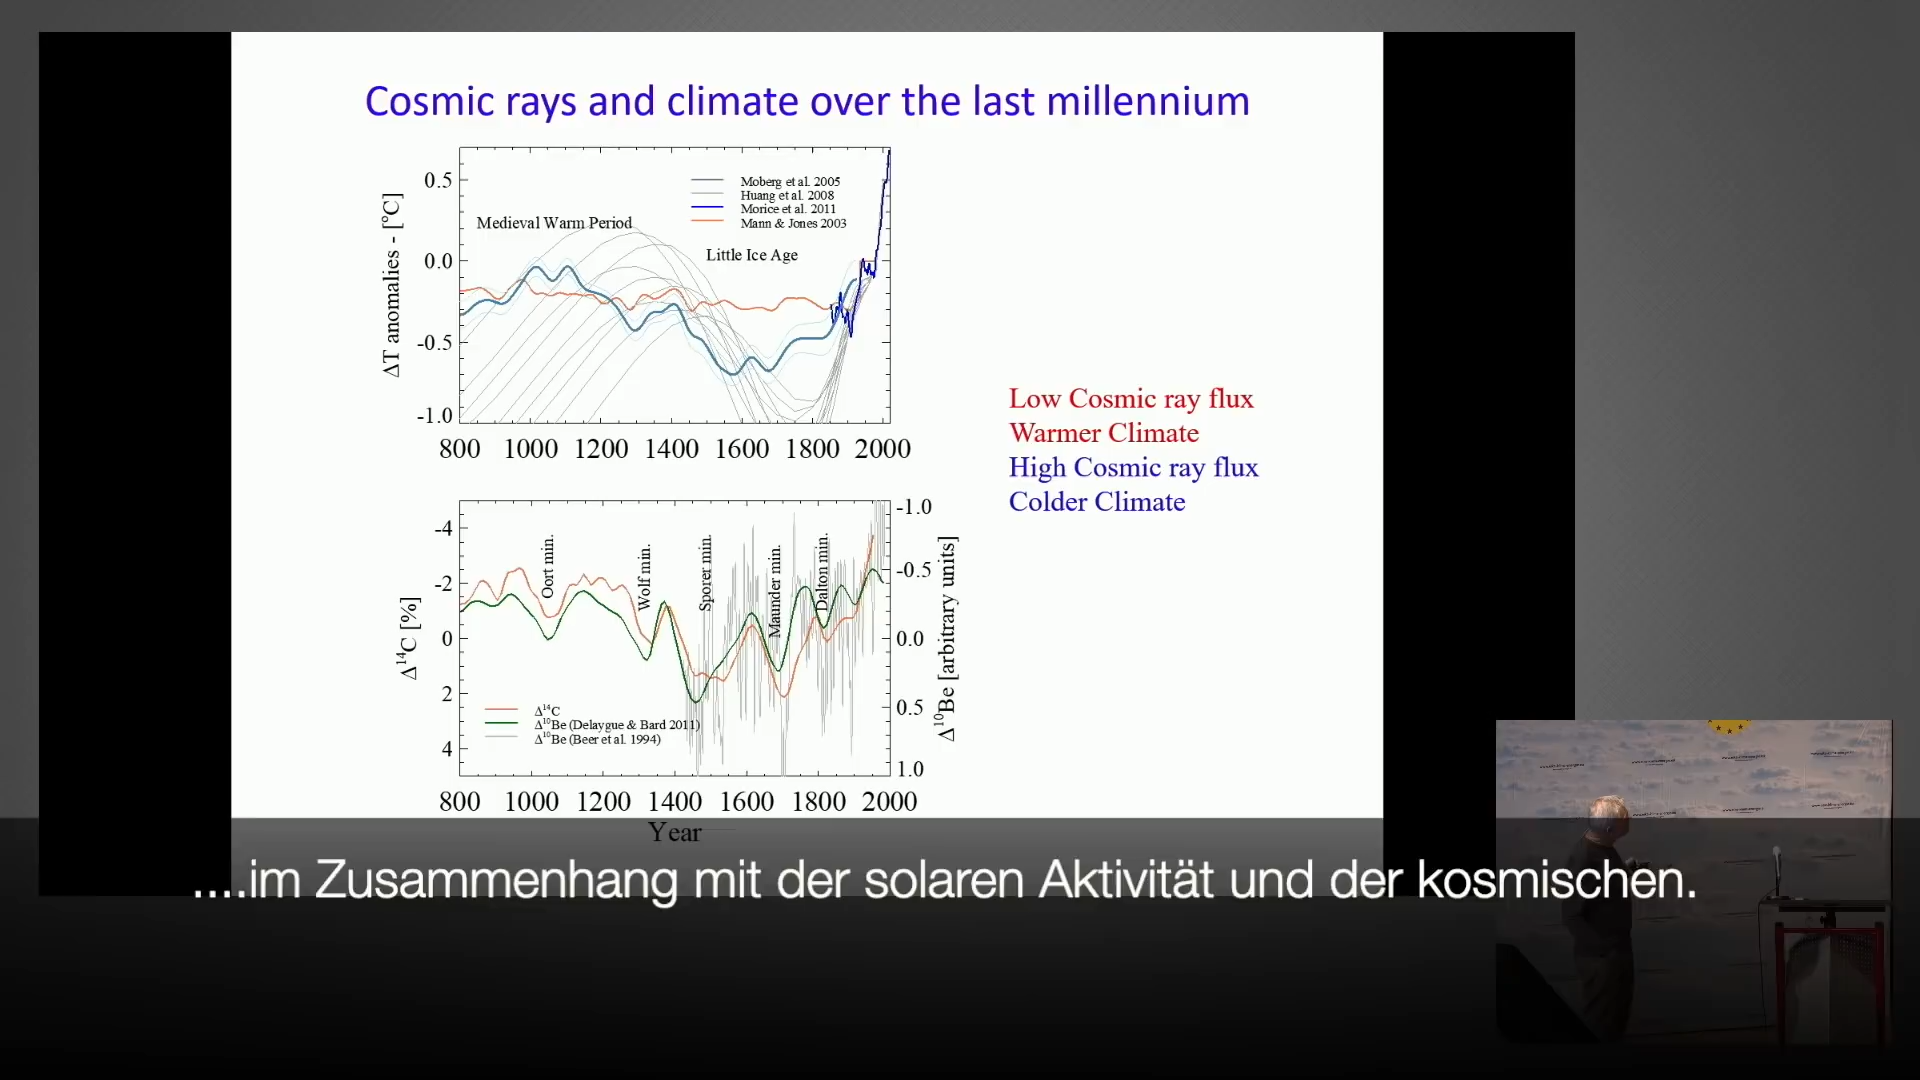 Cosmic rays and climate over the last millennium
0.5
0.0
-0.5
-1.0
ΔT anomalies - [°C]
Medieval Warm Period
Little Ice Age
Moberg et al. 2005
Huang et al. 2008
Morice et al. 2011
Mann & Jones 2003
800 1000 1200 1400 1600 1800 2000
Low Cosmic ray flux
Warmer Climate
High Cosmic ray flux
Colder Climate
-4
-2
0
2
4
Δ¹⁴C [%]
Oort min.
Wolf min.
Sporer min.
Maunder min.
Dalton min.
-1.0
-0.5
0.0
0.5
1.0
Δ¹⁰Be [arbitrary units]
Δ¹⁴C
Δ¹⁰Be (Delaygue & Bard 2011)
Δ¹⁰Be (Beer et al. 1994)
800 1000 1200 1400 1600 1800 2000
Year
....im Zusammenhang mit der solaren Aktivität und der kosmischen.